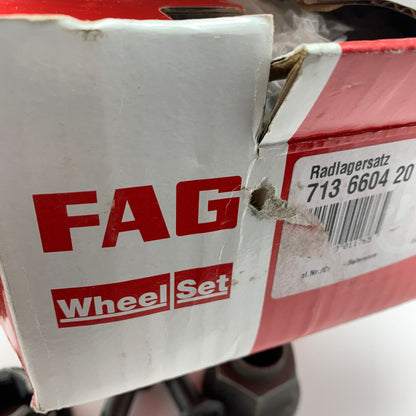 FAG
Wheel Set
Radlagersatz
713 6604 20